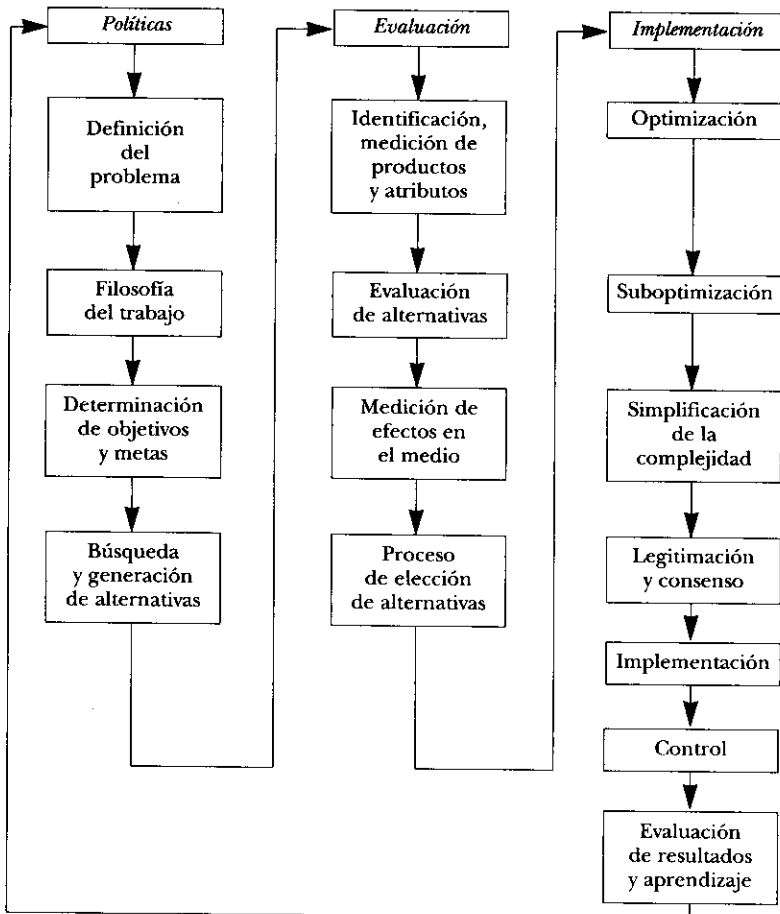 Políticas
Definición
del
problema
Filosofía
del trabajo
Determinación
de objetivos
y metas
Búsqueda
y generación
de alternativas
Evaluación
Identificación,
medición de
productos
y atributos
Evaluación
de alternativas
Medición de
efectos en
el medio
Proceso
de elección
de alternativas
Implementación
Optimización
Suboptimización
Simplificación
de la
complejidad
Legitimación
y consenso
Implementación
Control
Evaluación
de resultados
y aprendizaje